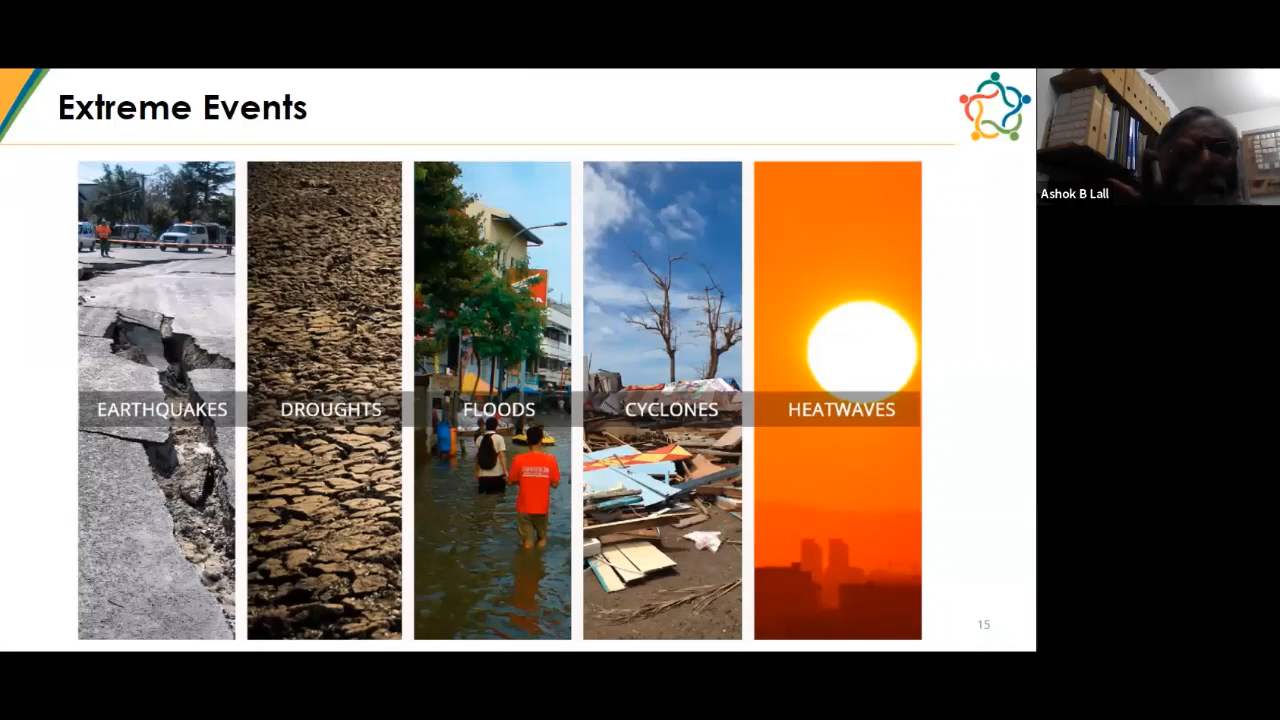 Extreme Events
Ashok B Lall
EARTHQUAKES
DROUGHTS
FLOODS
CYCLONES
HEATWAVES
15